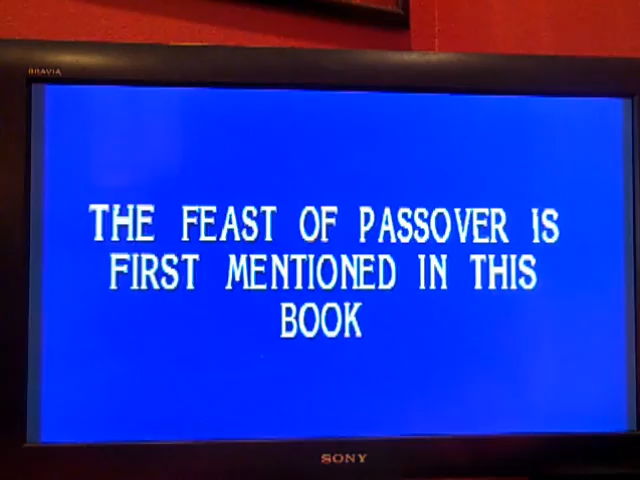 BRAVIA
THE FEAST OF PASSOVER IS
FIRST MENTIONED IN THIS
BOOK
SONY